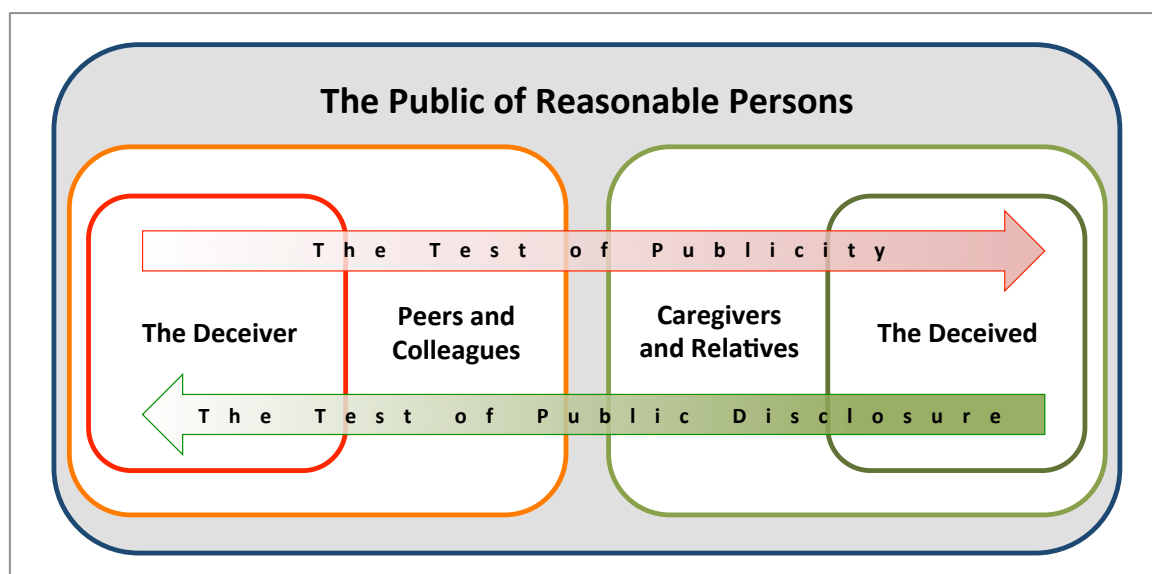 The Public of Reasonable Persons
The Test of Publicity
The Deceiver
Peers and
Colleagues
Caregivers
and Relatives
The Deceived
The Test of Public Disclosure